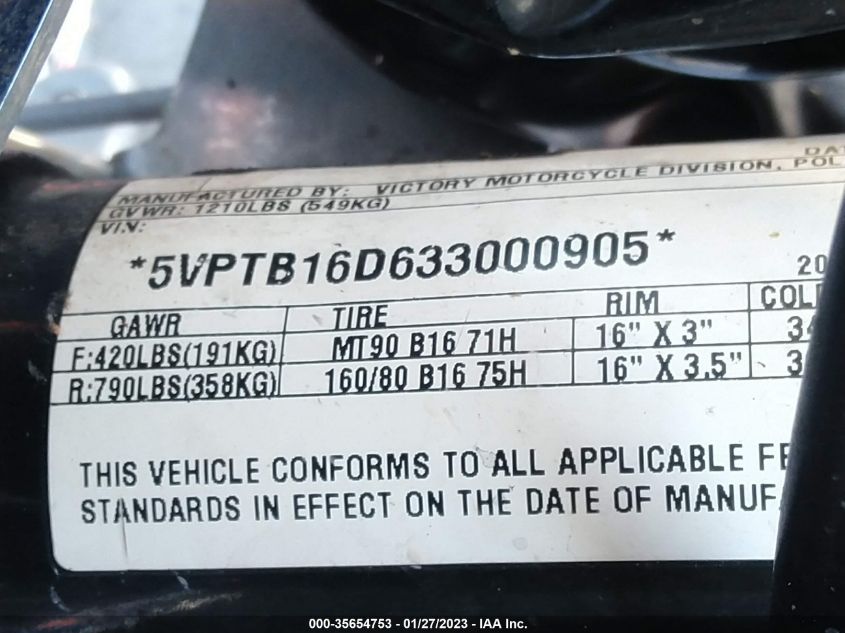 DAT
MANUFACTURED BY: VICTORY MOTORCYCLE DIVISION, POL
GVWR: 1210LBS (549KG)
V.I.N:
*5VPTB16D633000905*
20
GAWR TIRE RIM COL
F:420LBS(191KG) MT90 B16 71H 16" X 3" 34
R:790LBS(358KG) 160/80 B16 75H 16" X 3.5" 3
THIS VEHICLE CONFORMS TO ALL APPLICABLE FE
STANDARDS IN EFFECT ON THE DATE OF MANUF
000-35654753 - 01/27/2023 - IAA Inc.